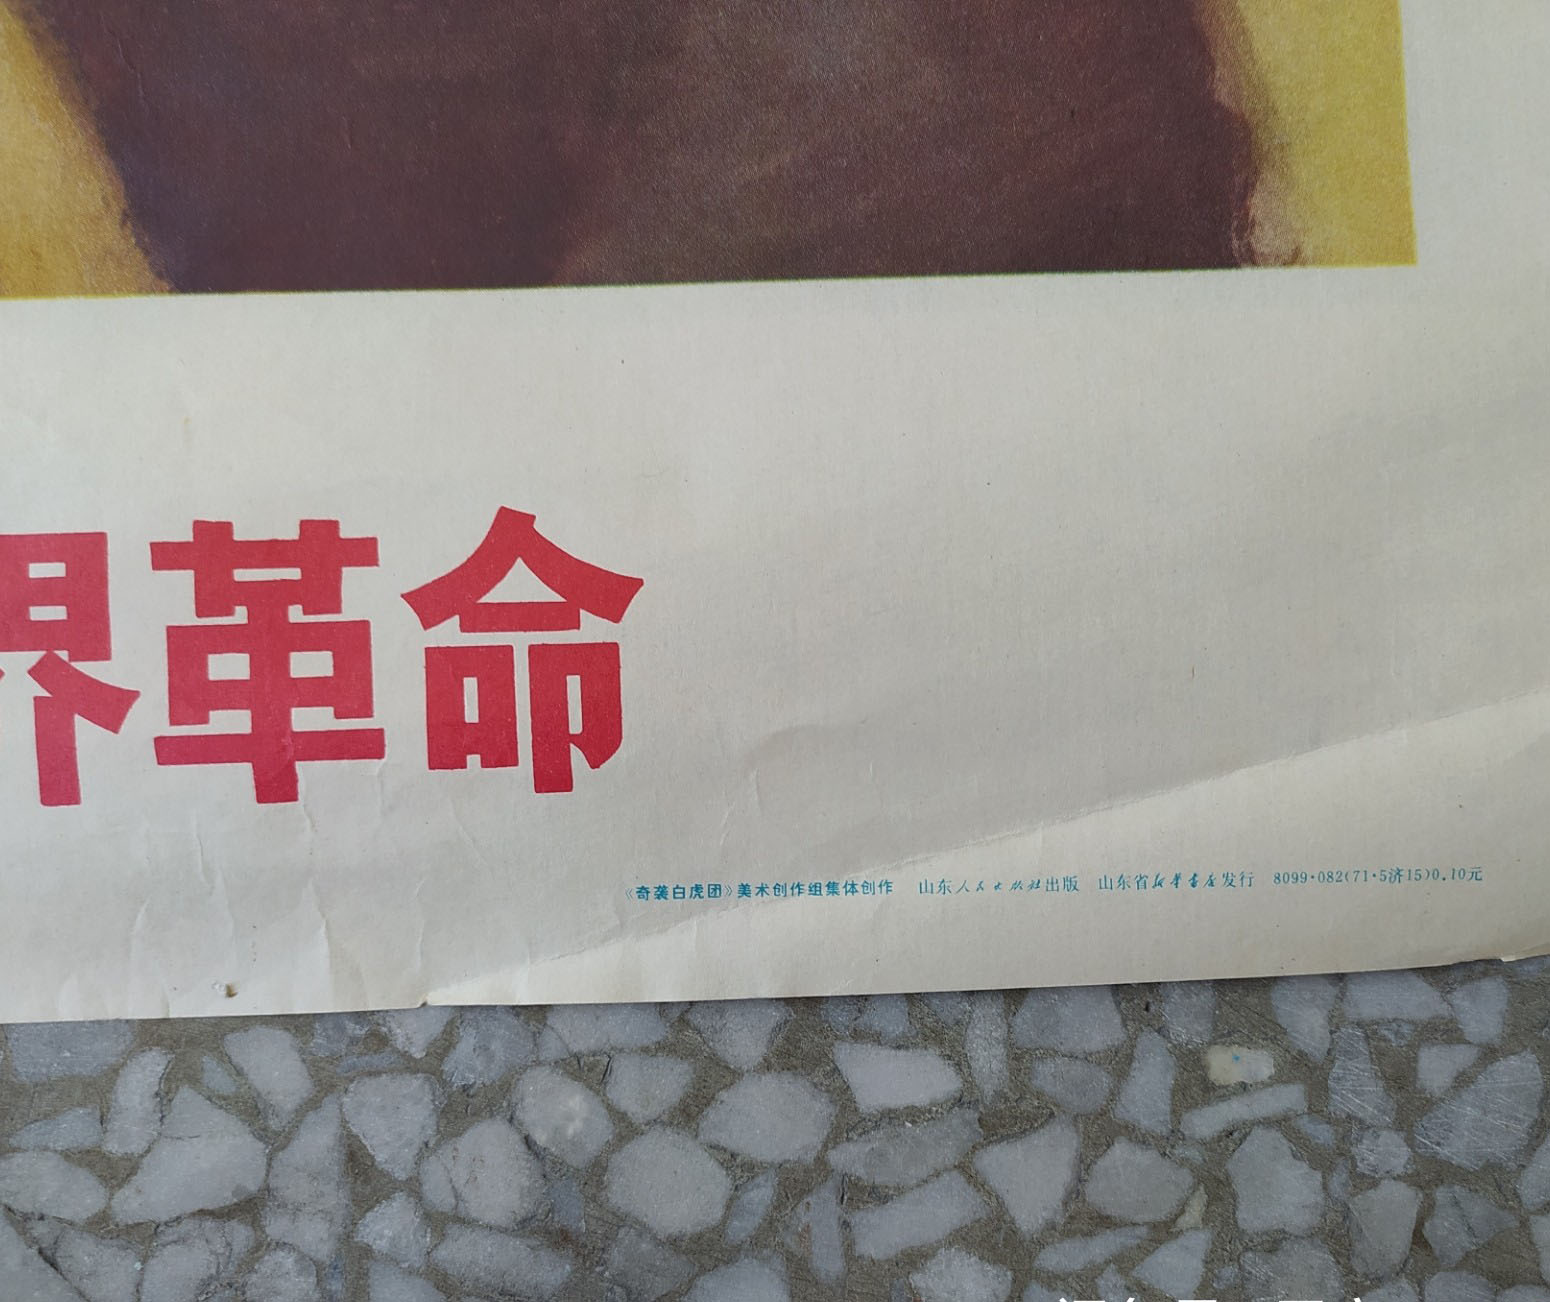 界革命
《奇袭白虎团》美术创作组集体创作 山东人民出版社出版 山东省新华书店发行 8099·082(71·5济15)0.10元